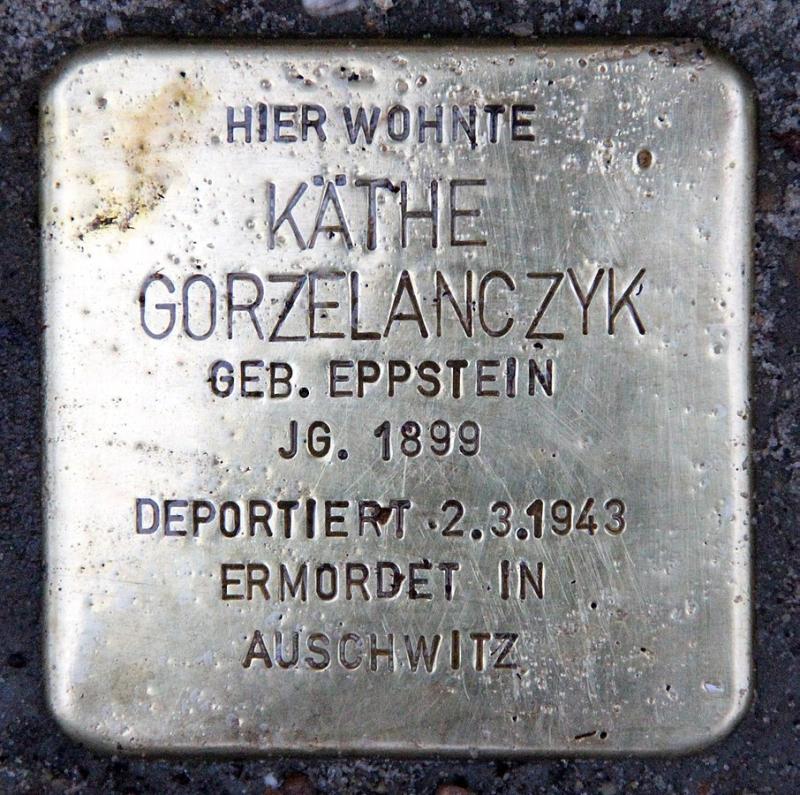 HIER WOHNTE
KÄTHE
GORZELANCZYK
GEB. EPPSTEIN
JG. 1899
DEPORTIERT 2.3.1943
ERMORDET IN
AUSCHWITZ